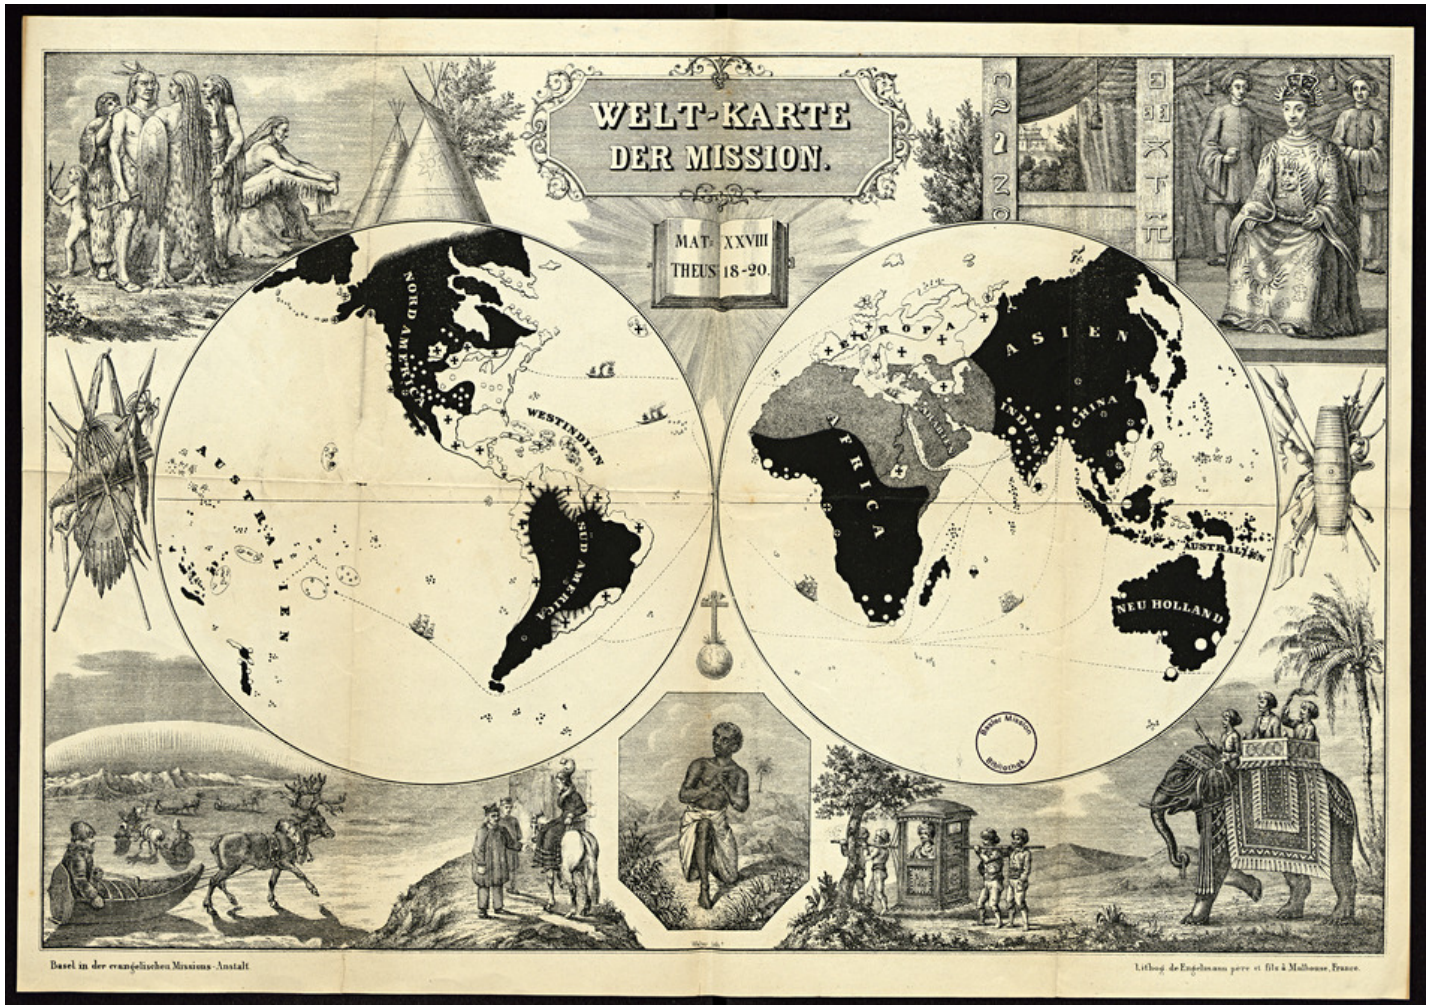 WELT-KARTE
DER MISSION.
MAT= XXVIII
THEUS 18-20.
NORD AMERICA
WESTINDIEN
AUSTRALIEN
SÜD AMERICA
EUROPA
ASIEN
ARABIA
INDIEN
CHINA
AFRICA
AUSTRALIEN
NEU HOLLAND
Basler Mission
Bibliothek
Basel in der evangelischen Missions-Anstalt
Lithog. de Engelmann père et fils à Mulhouse, France.